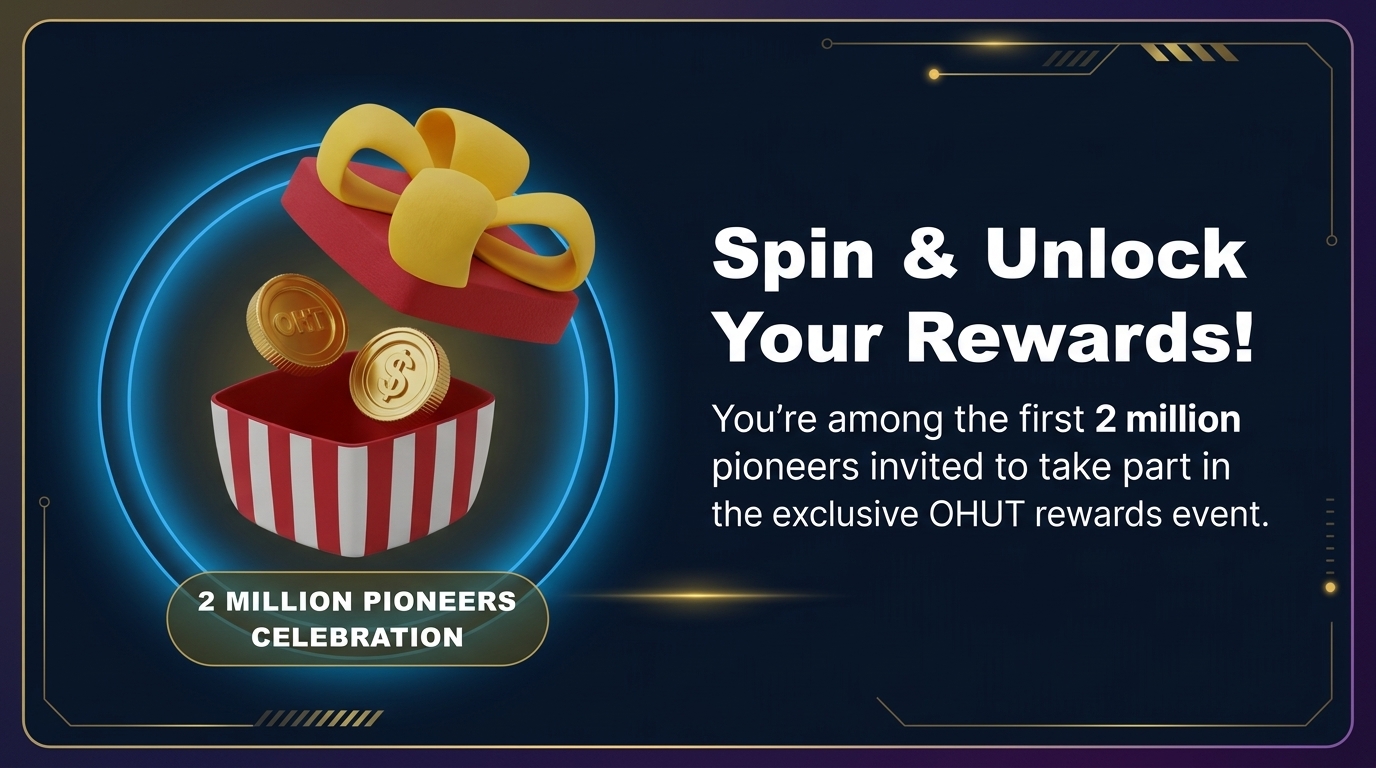 OHT
$
2 MILLION PIONEERS
CELEBRATION
Spin & Unlock
Your Rewards!
You’re among the first 2 million
pioneers invited to take part in
the exclusive OHUT rewards event.